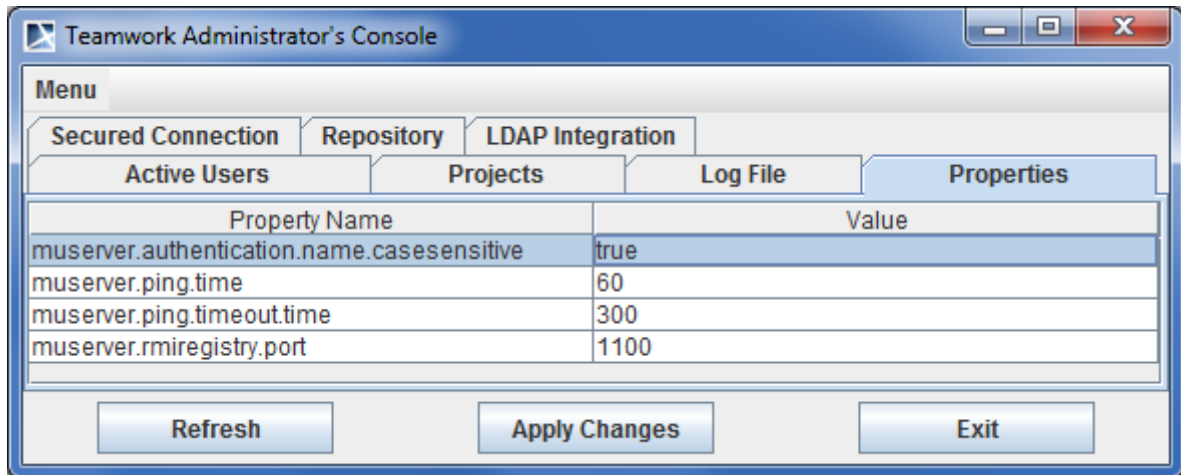 Teamwork Administrator's Console
Menu
Secured Connection Repository LDAP Integration
Active Users Projects Log File Properties
Property Name Value
muserver.authentication.name.casesensitive true
muserver.ping.time 60
muserver.ping.timeout.time 300
muserver.rmiregistry.port 1100
Refresh Apply Changes Exit